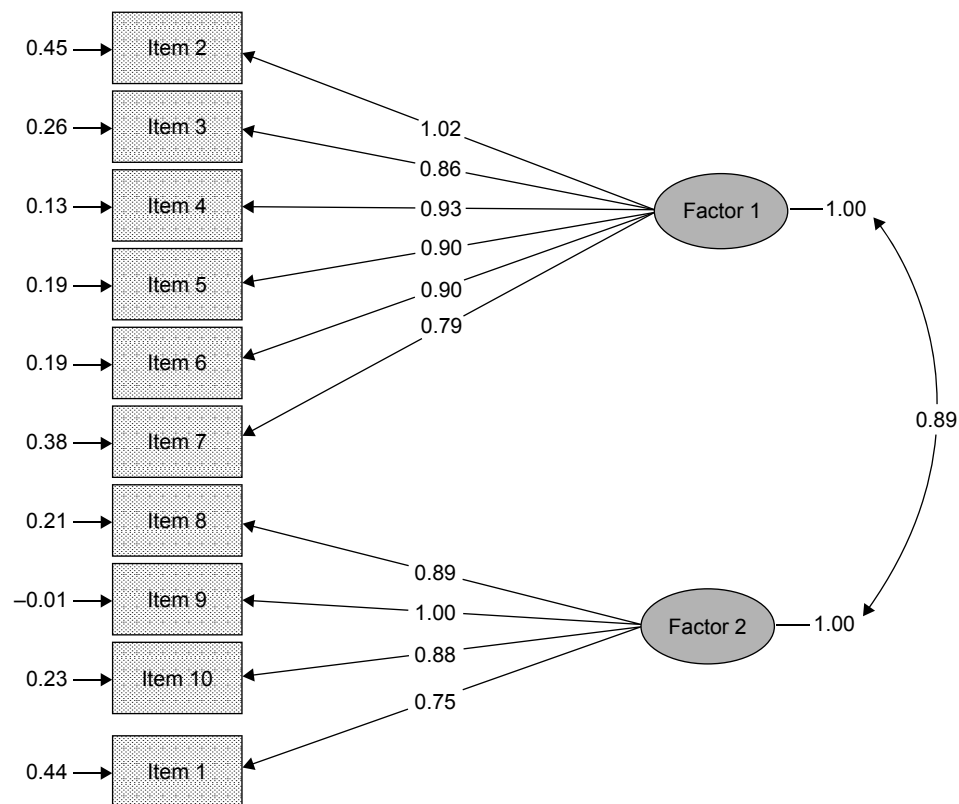 0.45 Item 2
0.26 Item 3
1.02
0.86
0.13 Item 4 0.93 Factor 1 1.00
0.90
0.19 Item 5
0.90
0.79
0.19 Item 6
0.89
0.38 Item 7
0.21 Item 8
0.89
–0.01 Item 9 1.00
Factor 2 1.00
0.88
0.23 Item 10
0.75
0.44 Item 1